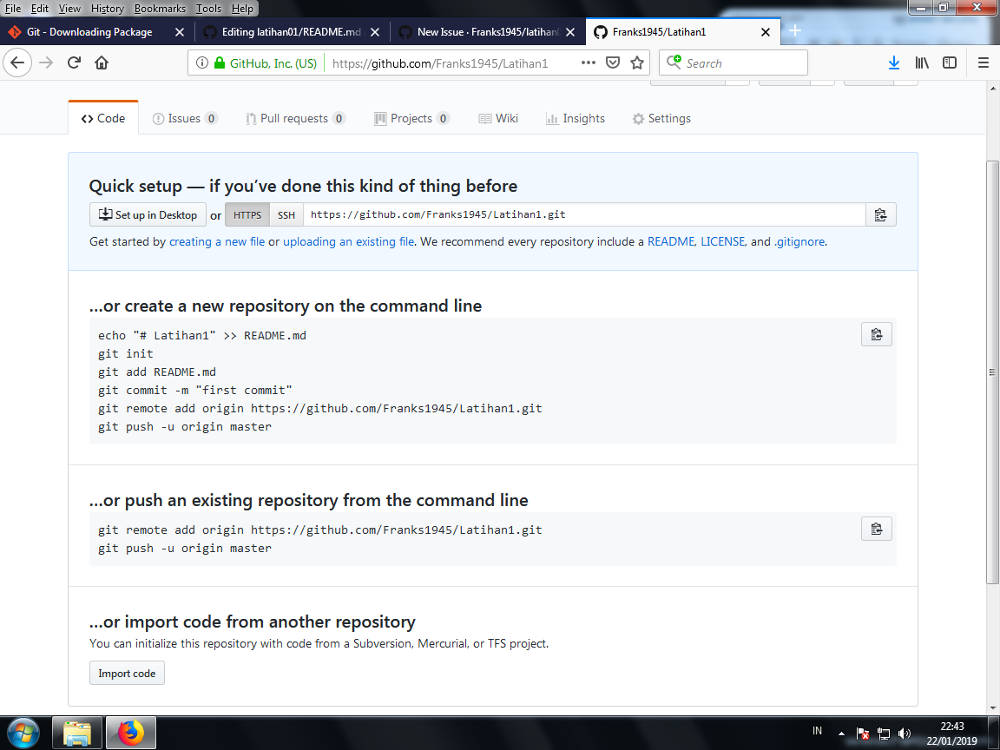 File Edit View History Bookmarks Tools Help
Git - Downloading Package
Editing latihan01/README.md
New Issue · Franks1945/latihan0
Franks1945/Latihan1
GitHub, Inc. (US) https://github.com/Franks1945/Latihan1
Search
Code
Issues 0
Pull requests 0
Projects 0
Wiki
Insights
Settings
Quick setup — if you’ve done this kind of thing before
Set up in Desktop or HTTPS SSH https://github.com/Franks1945/Latihan1.git
Get started by creating a new file or uploading an existing file. We recommend every repository include a README, LICENSE, and .gitignore.
…or create a new repository on the command line
echo "# Latihan1" >> README.md
git init
git add README.md
git commit -m "first commit"
git remote add origin https://github.com/Franks1945/Latihan1.git
git push -u origin master
…or push an existing repository from the command line
git remote add origin https://github.com/Franks1945/Latihan1.git
git push -u origin master
…or import code from another repository
You can initialize this repository with code from a Subversion, Mercurial, or TFS project.
Import code
IN
22:43
22/01/2019